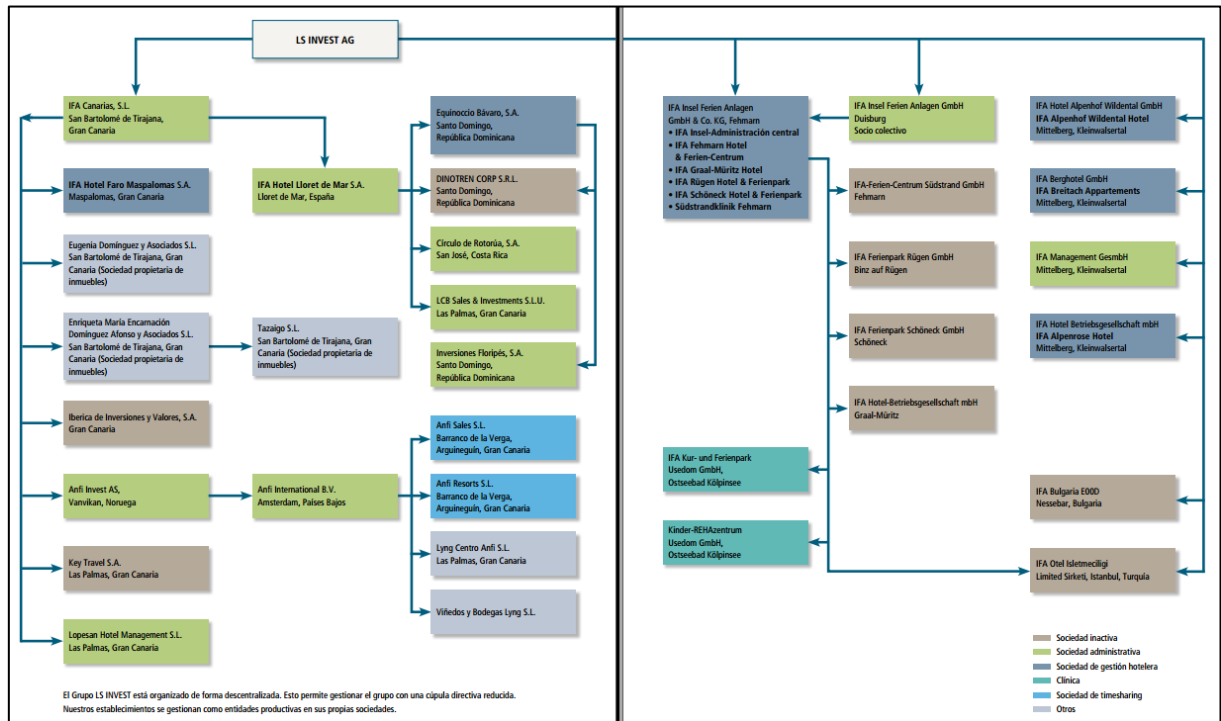 LS INVEST AG
IFA Canarias, S.L.
San Bartolomé de Tirajana,
Gran Canaria
IFA Hotel Faro Maspalomas S.A.
Maspalomas, Gran Canaria
Eugenia Domínguez y Asociados S.L.
San Bartolomé de Tirajana, Gran
Canaria (Sociedad propietaria de
inmuebles)
Enriqueta María Encarnación
Domínguez Afonso y Asociados S.L.
San Bartolomé de Tirajana, Gran
Canaria (Sociedad propietaria de
inmuebles)
Tazaigo S.L.
San Bartolomé de Tirajana, Gran
Canaria (Sociedad propietaria de
inmuebles)
Iberica de Inversiones y Valores, S.A.
Gran Canaria
Anfi Invest AS,
Vanvikan, Noruega
Anfi International B.V.
Amsterdam, Países Bajos
Key Travel S.A.
Las Palmas, Gran Canaria
Lopesan Hotel Management S.L.
Las Palmas, Gran Canaria
IFA Hotel Lloret de Mar S.A.
Lloret de Mar, España
Equinoccio Bávaro, S.A.
Santo Domingo,
República Dominicana
DINOTREN CORP S.R.L.
Santo Domingo,
República Dominicana
Círculo de Rotorúa, S.A.
San José, Costa Rica
LCB Sales & Investments S.L.U.
Las Palmas, Gran Canaria
Inversiones Floripés, S.A.
Santo Domingo,
República Dominicana
Anfi Sales S.L.
Barranco de la Verga,
Arguineguín, Gran Canaria
Anfi Resorts S.L.
Barranco de la Verga,
Arguineguín, Gran Canaria
Lyng Centro Anfi S.L.
Las Palmas, Gran Canaria
Viñedos y Bodegas Lyng S.L.
El Grupo LS INVEST está organizado de forma descentralizada. Esto permite gestionar el grupo con una cúpula directiva reducida.
Nuestros establecimientos se gestionan como entidades productivas en sus propias sociedades.
IFA Insel Ferien Anlagen
GmbH & Co. KG, Fehmarn
• IFA Insel-Administración central
• IFA Fehmarn Hotel
& Ferien-Centrum
• IFA Graal-Müritz Hotel
• IFA Rügen Hotel & Ferienpark
• IFA Schöneck Hotel & Ferienpark
• Südstrandklinik Fehmarn
IFA Insel Ferien Anlagen GmbH
Duisburg
Socio colectivo
IFA-Ferien-Centrum Südstrand GmbH
Fehmarn
IFA Ferienpark Rügen GmbH
Binz auf Rügen
IFA Ferienpark Schöneck GmbH
Schöneck
IFA Hotel-Betriebsgesellschaft mbH
Graal-Müritz
IFA Kur- und Ferienpark
Usedom GmbH,
Ostseebad Kölpinsee
Kinder-REHAzentrum
Usedom GmbH,
Ostseebad Kölpinsee
IFA Hotel Alpenhof Wildental GmbH
IFA Alpenhof Wildental Hotel
Mittelberg, Kleinwalsertal
IFA Berghotel GmbH
IFA Breitach Appartements
Mittelberg, Kleinwalsertal
IFA Management GesmbH
Mittelberg, Kleinwalsertal
IFA Hotel Betriebsgesellschaft mbH
IFA Alpenrose Hotel
Mittelberg, Kleinwalsertal
IFA Bulgaria E00D
Nessebar, Bulgaria
IFA Otel Isletmeciligi
Limited Sirketi, Istanbul, Turquia
Sociedad inactiva
Sociedad administrativa
Sociedad de gestión hotelera
Clínica
Sociedad de timesharing
Otros